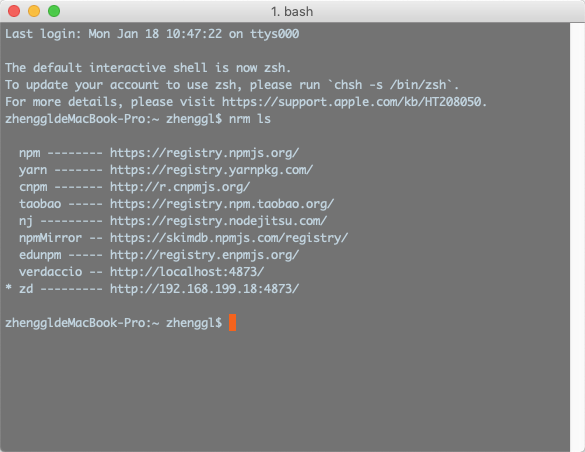 1. bash
Last login: Mon Jan 18 10:47:22 on ttys000
The default interactive shell is now zsh.
To update your account to use zsh, please run `chsh -s /bin/zsh`.
For more details, please visit https://support.apple.com/kb/HT208050.
zhenggldeMacBook-Pro:~ zhenggl$ nrm ls
npm -------- https://registry.npmjs.org/
yarn ------- https://registry.yarnpkg.com/
cnpm ------- http://r.cnpmjs.org/
taobao ----- https://registry.npm.taobao.org/
nj --------- https://registry.nodejitsu.com/
npmMirror -- https://skimdb.npmjs.com/registry/
edunpm ----- http://registry.enpmjs.org/
verdaccio -- http://localhost:4873/
* zd --------- http://192.168.199.18:4873/
zhenggldeMacBook-Pro:~ zhenggl$